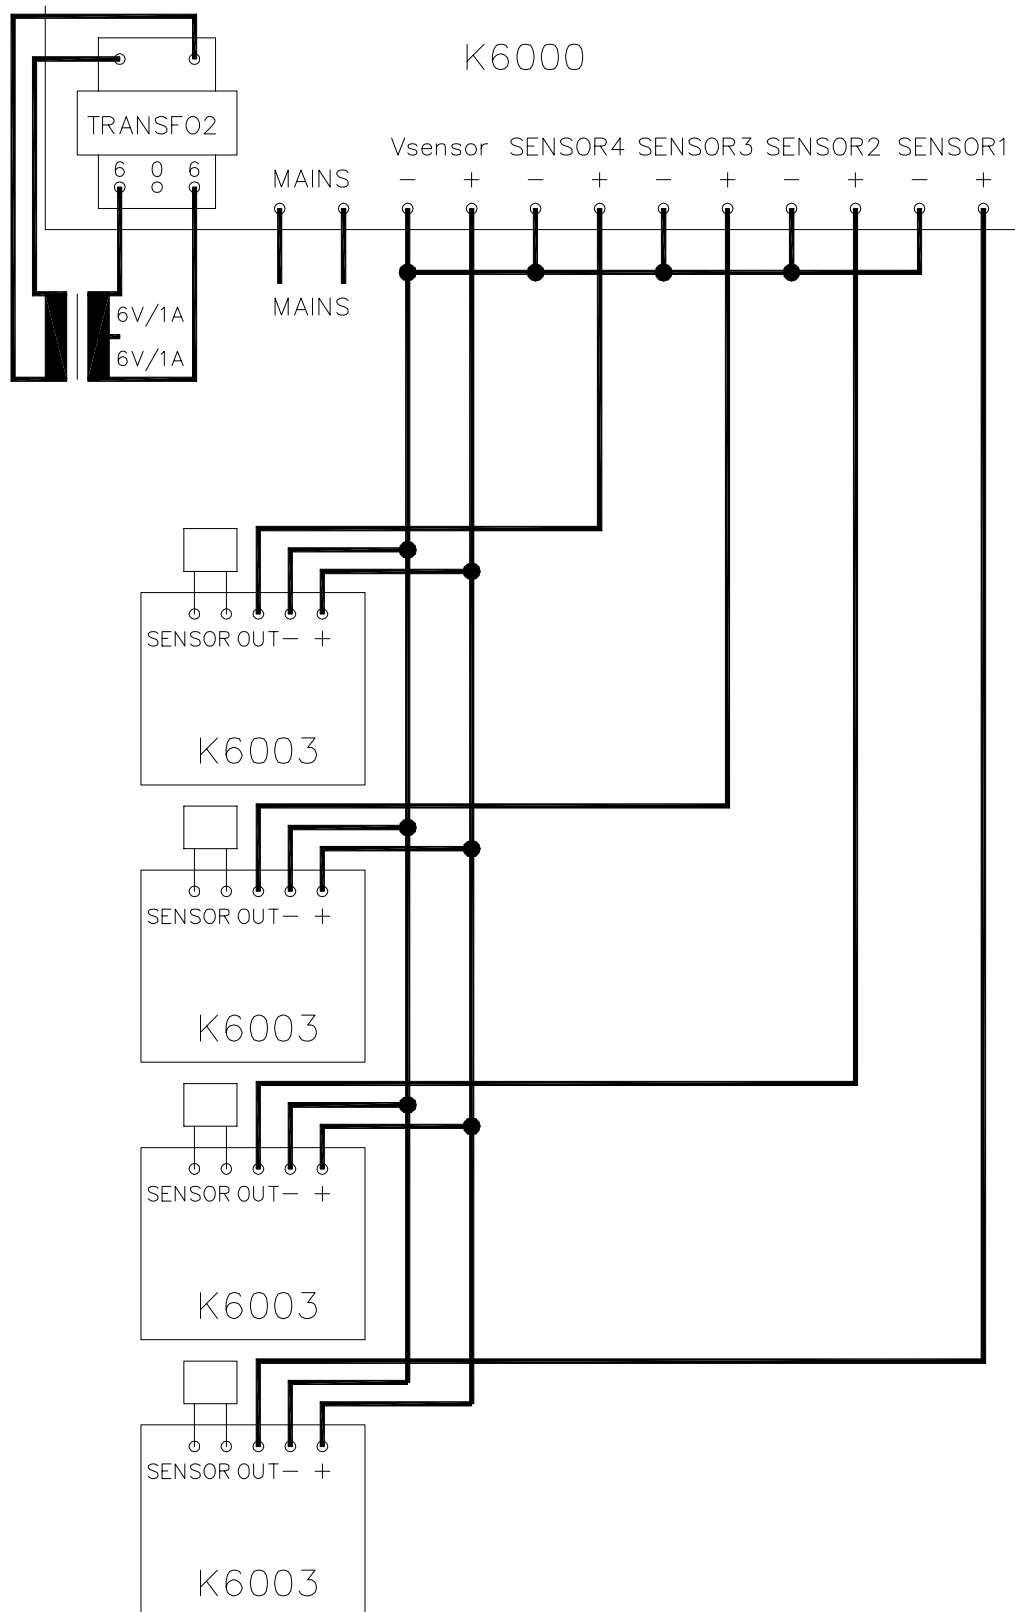 K6000
TRANSFO2
6 0 6
MAINS
Vsensor SENSOR4 SENSOR3 SENSOR2 SENSOR1
- + - + - + - + - +
MAINS
6V/1A
6V/1A
SENSOR OUT - +
K6003
SENSOR OUT - +
K6003
SENSOR OUT - +
K6003
SENSOR OUT - +
K6003